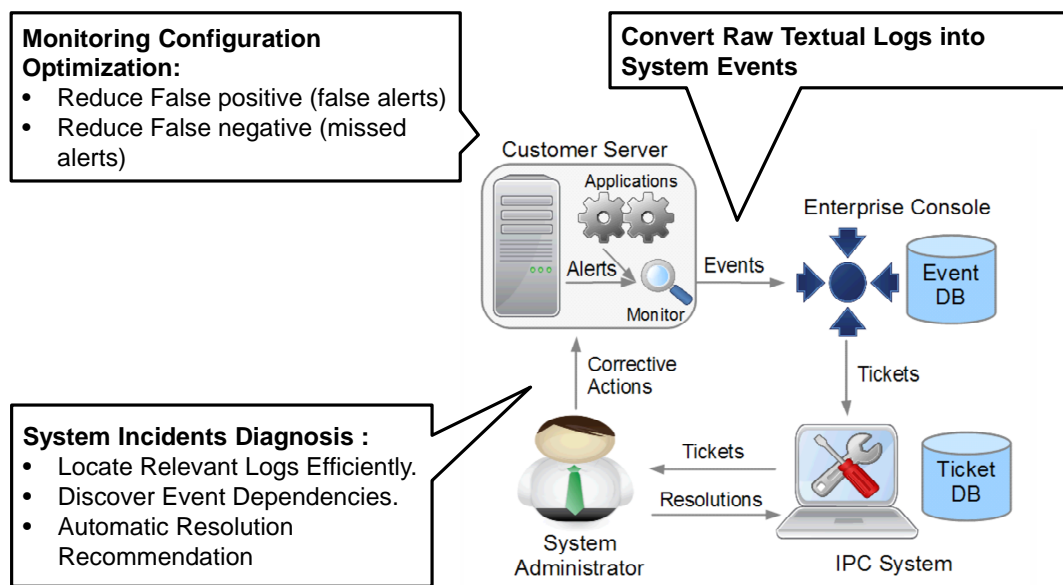 Monitoring Configuration
Optimization:
• Reduce False positive (false alerts)
• Reduce False negative (missed
alerts)
Convert Raw Textual Logs into
System Events
Customer Server
Applications
Alerts
Monitor
Events
Enterprise Console
Event
DB
Corrective
Actions
Tickets
System Incidents Diagnosis :
• Locate Relevant Logs Efficiently.
• Discover Event Dependencies.
• Automatic Resolution
Recommendation
Tickets
Resolutions
Ticket
DB
System
Administrator
IPC System